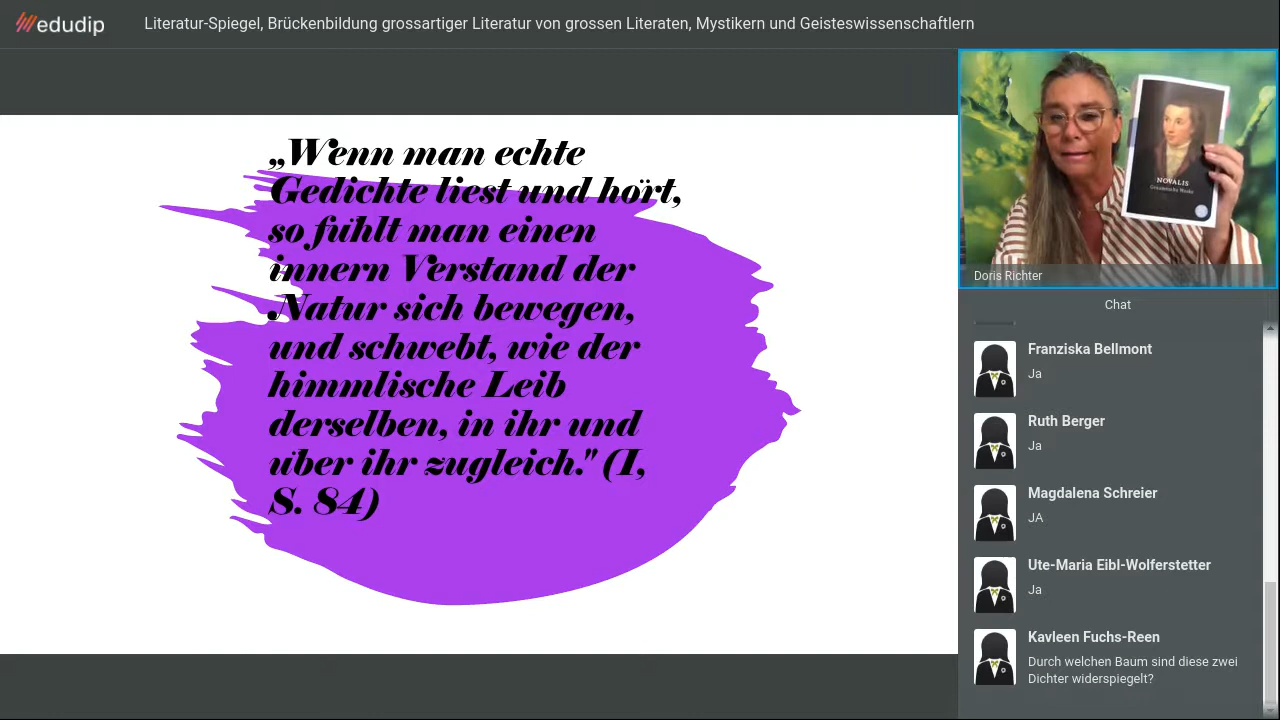 edudip
Literatur-Spiegel, Brückenbildung grossartiger Literatur von grossen Literaten, Mystikern und Geisteswissenschaftlern
„Wenn man echte
Gedichte liest und hört,
so fühlt man einen
innern Verstand der
Natur sich bewegen,
und schwebt, wie der
himmlische Leib
derselben, in ihr und
über ihr zugleich." (I,
S. 84)
NOVALIS
Gesammelte Werke
Doris Richter
Chat
Franziska Bellmont
Ja
Ruth Berger
Ja
Magdalena Schreier
JA
Ute-Maria Eibl-Wolferstetter
Ja
Kavleen Fuchs-Reen
Durch welchen Baum sind diese zwei
Dichter widerspiegelt?